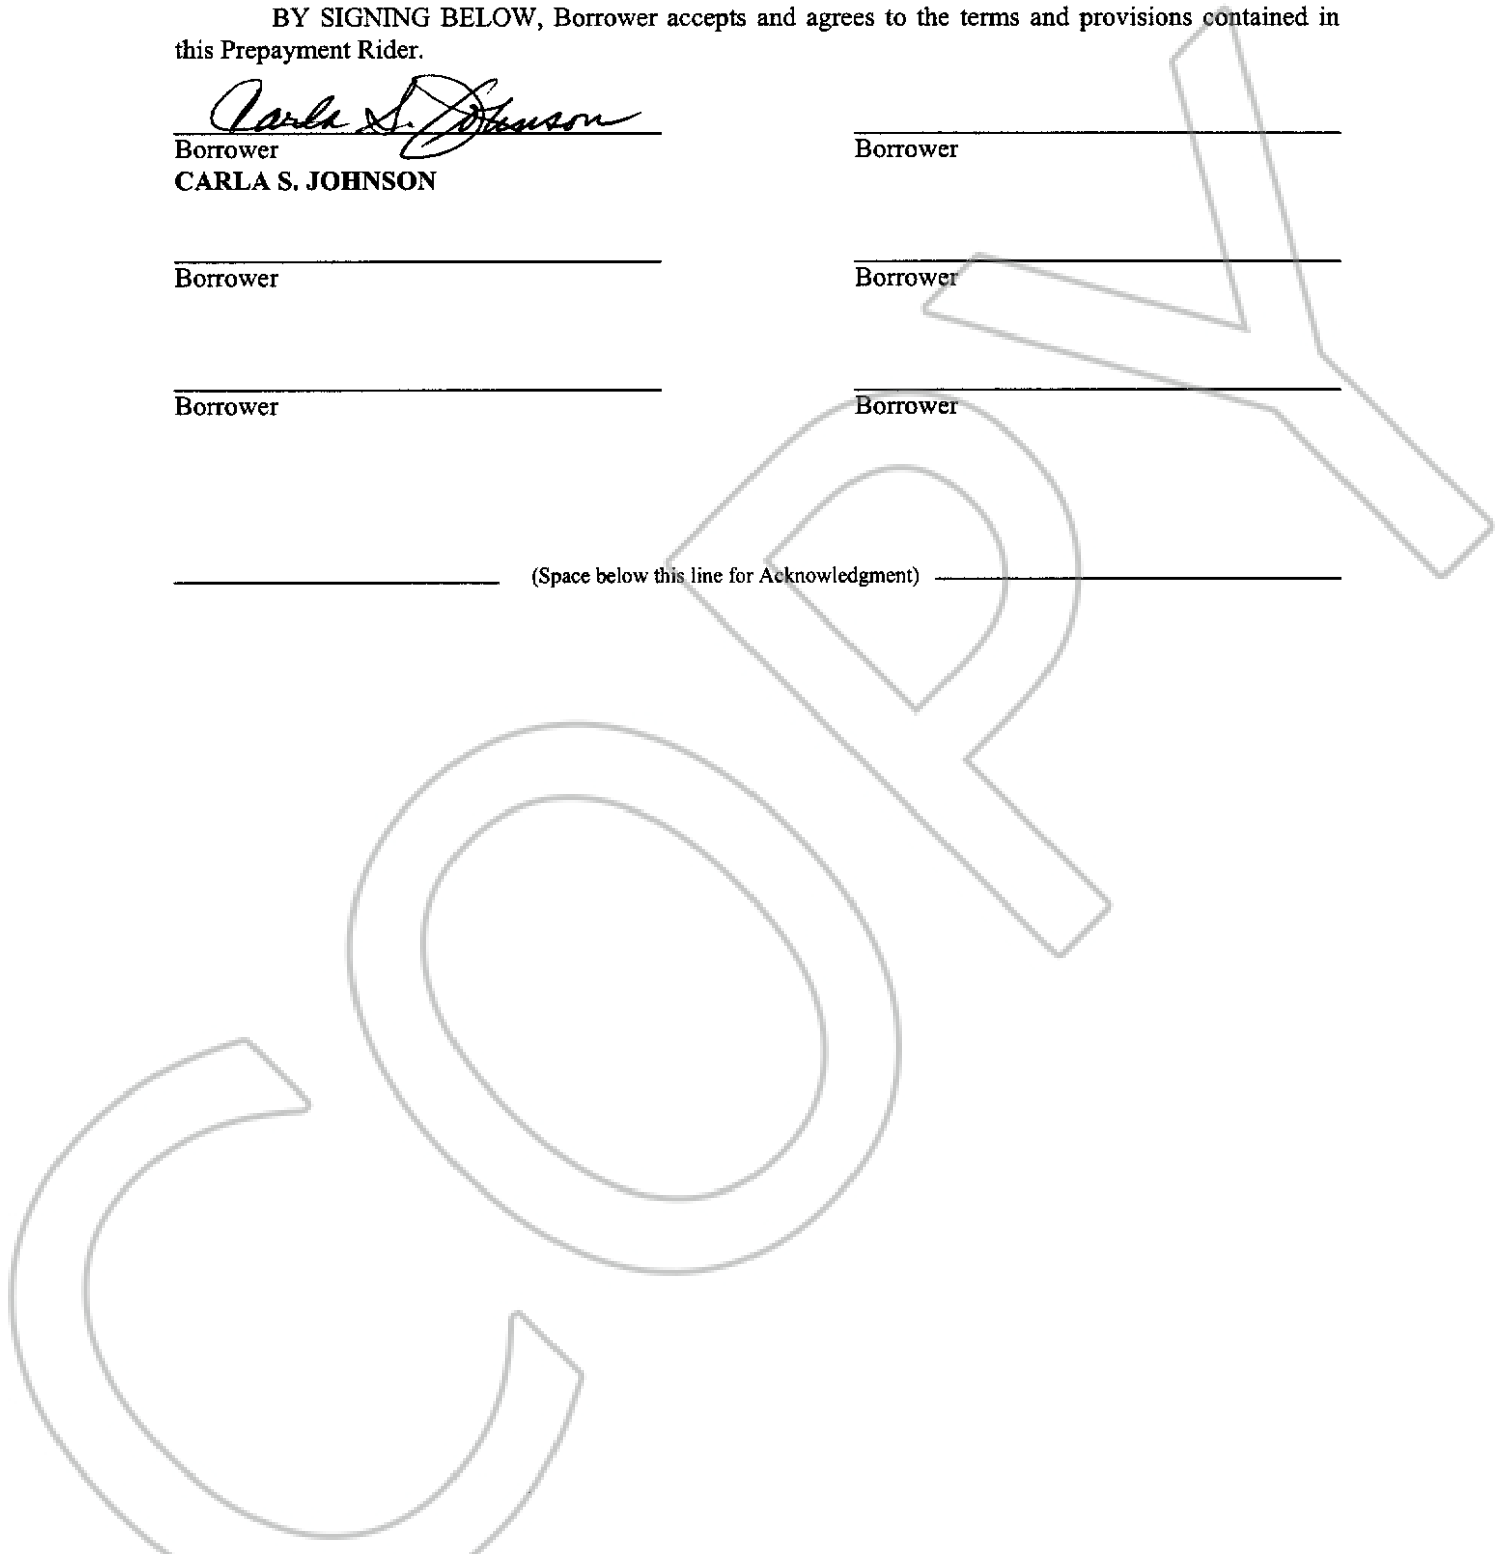 BY SIGNING BELOW, Borrower accepts and agrees to the terms and provisions contained in
this Prepayment Rider.
Carla S. Johnson
Borrower
Borrower
CARLA S. JOHNSON
Borrower
Borrower
Borrower
Borrower
(Space below this line for Acknowledgment)
COPY